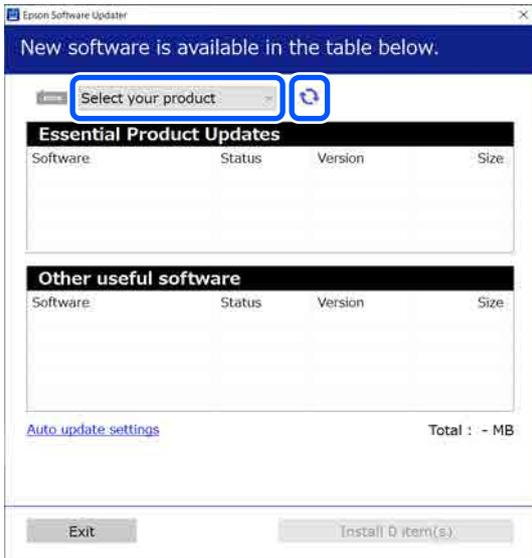 Epson Software Updater
New software is available in the table below.
Select your product
Essential Product Updates
Software Status Version Size
Other useful software
Software Status Version Size
Auto update settings Total : - MB
Exit Install 0 item(s)